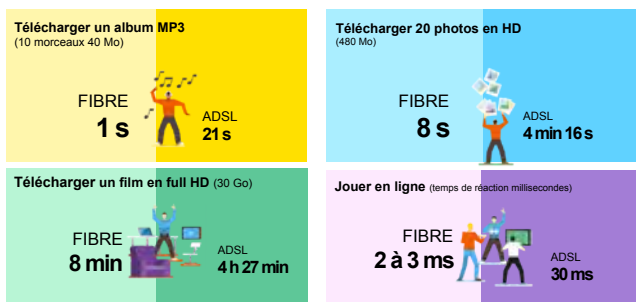 Télécharger un album MP3
(10 morceaux 40 Mo)
FIBRE
1 s
ADSL
21 s
Télécharger 20 photos en HD
(480 Mo)
FIBRE
8 s
ADSL
4 min 16 s
Télécharger un film en full HD (30 Go)
FIBRE
8 min
ADSL
4 h 27 min
Jouer en ligne (temps de réaction millisecondes)
FIBRE
2 à 3 ms
ADSL
30 ms